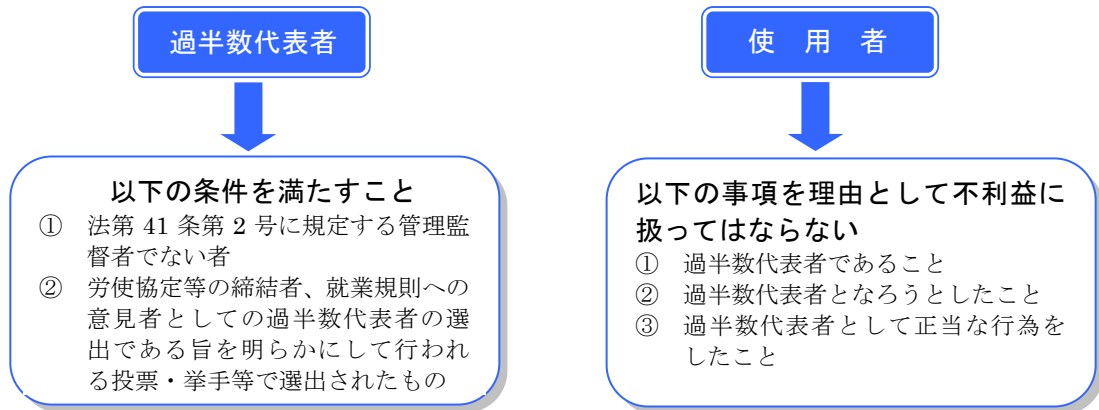 過半数代表者
以下の条件を満たすこと
① 法第 41 条第 2 号に規定する管理監
督者でない者
② 労使協定等の締結者、就業規則への
意見者としての過半数代表者の選
出である旨を明らかにして行われ
る投票・挙手等で選出されたもの
使 用 者
以下の事項を理由として不利益に
扱ってはならない
① 過半数代表者であること
② 過半数代表者となろうとしたこと
③ 過半数代表者として正当な行為を
したこと